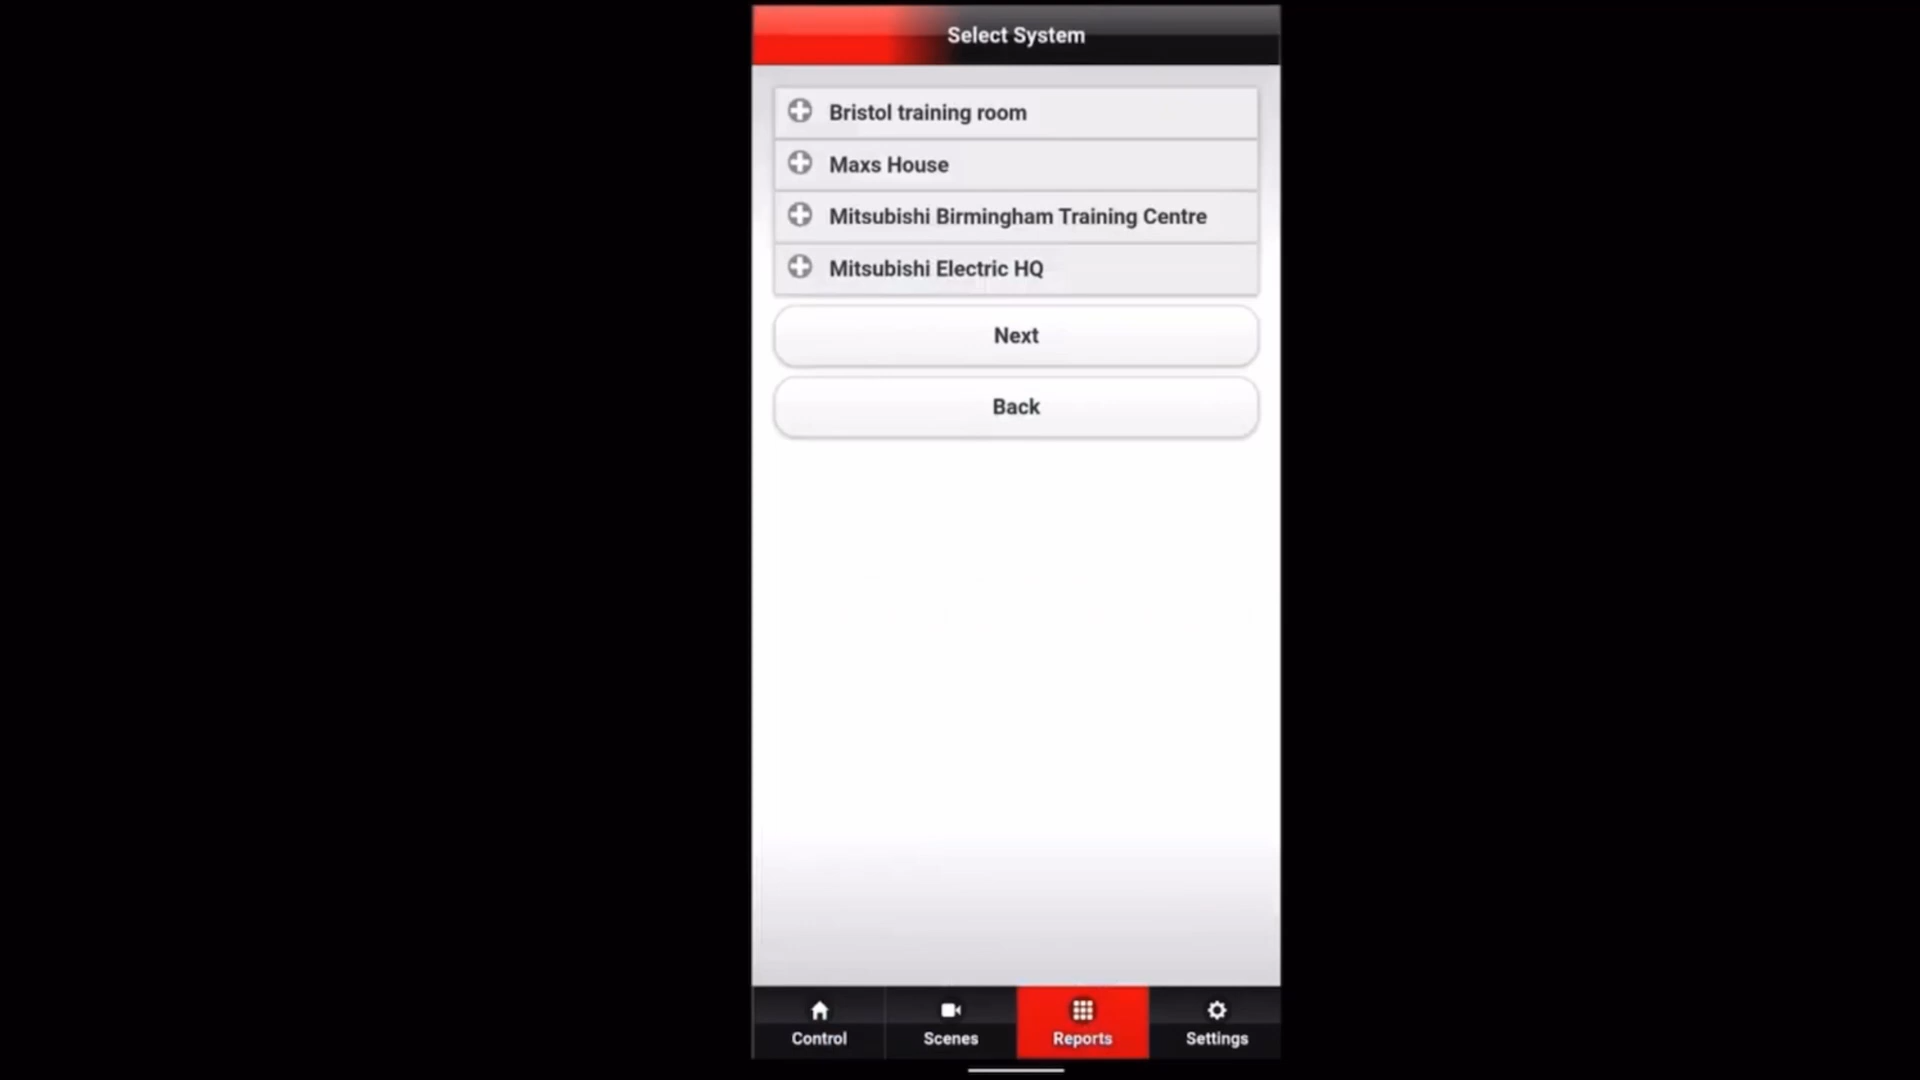 Select System
Bristol training room
Maxs House
Mitsubishi Birmingham Training Centre
Mitsubishi Electric HQ
Next
Back
Control
Scenes
Reports
Settings